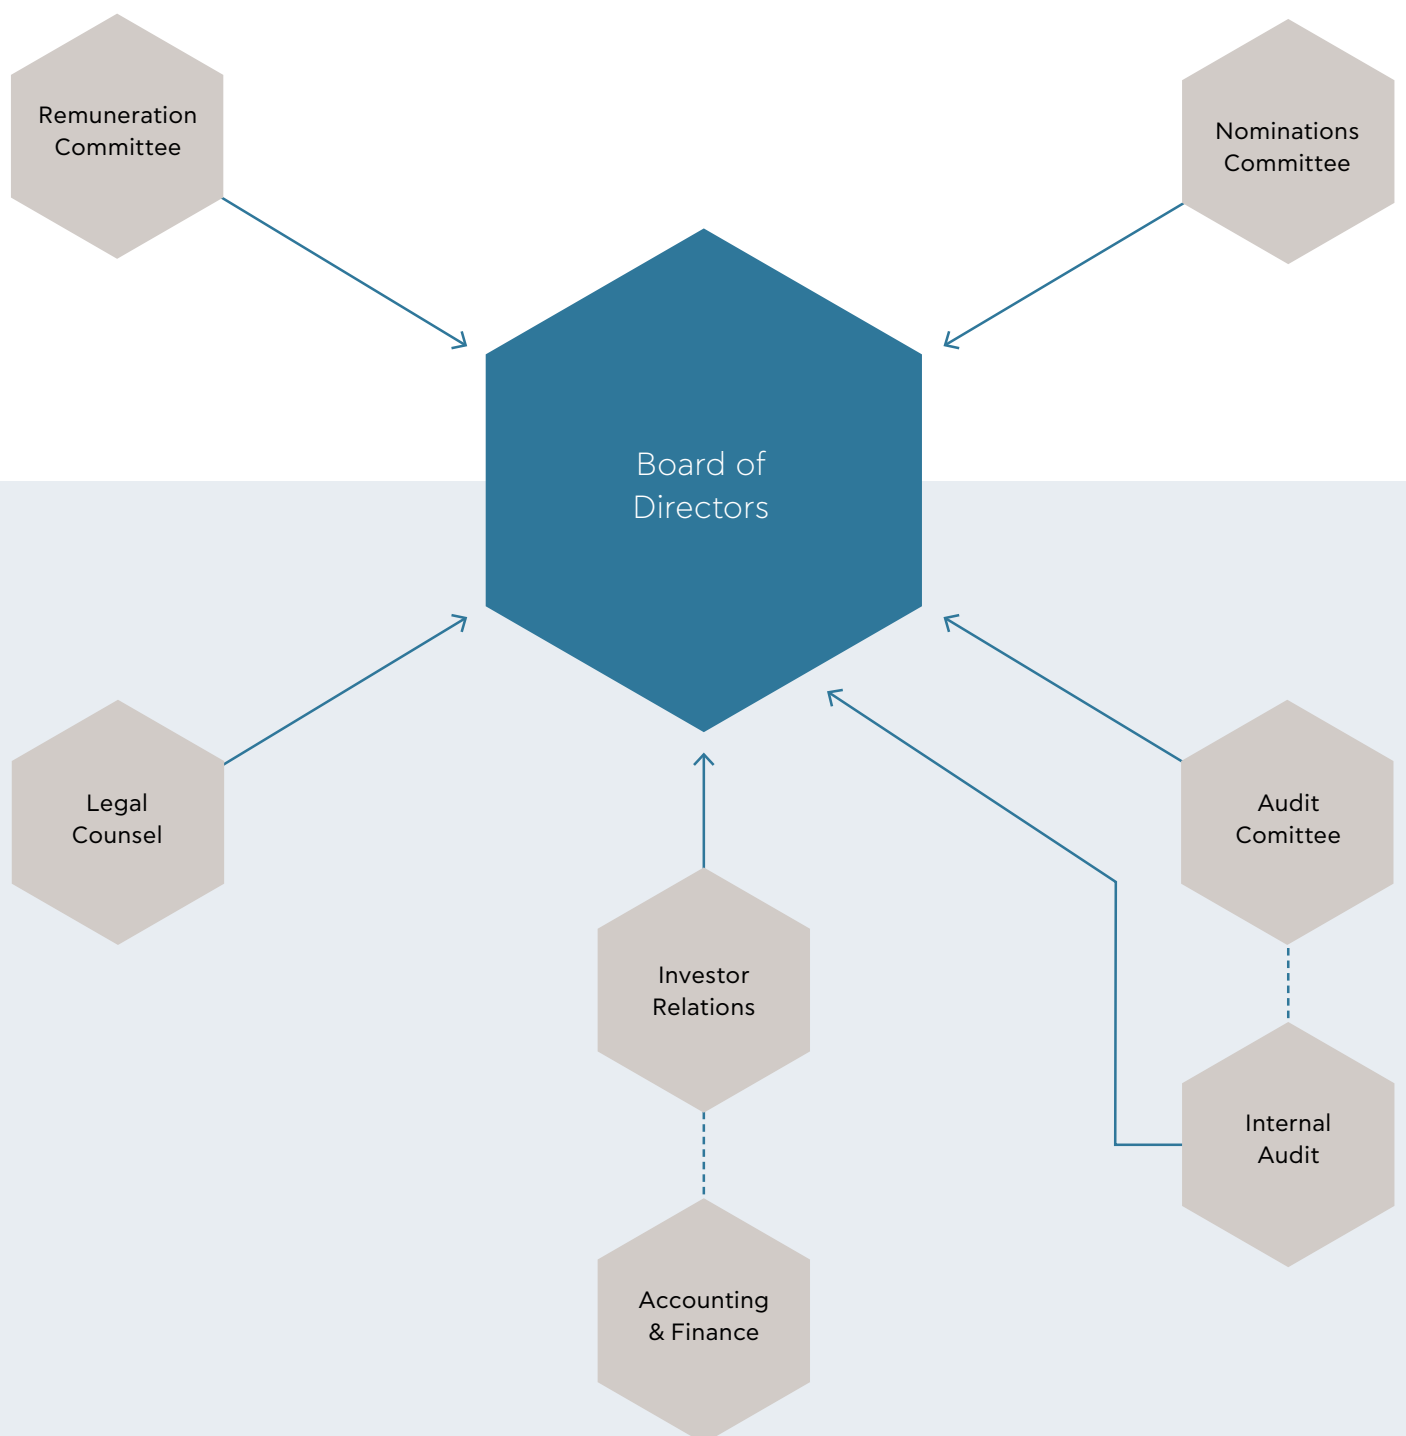 Remuneration
Committee
Nominations
Committee
Board of
Directors
Legal
Counsel
Audit
Comittee
Investor
Relations
Internal
Audit
Accounting
& Finance